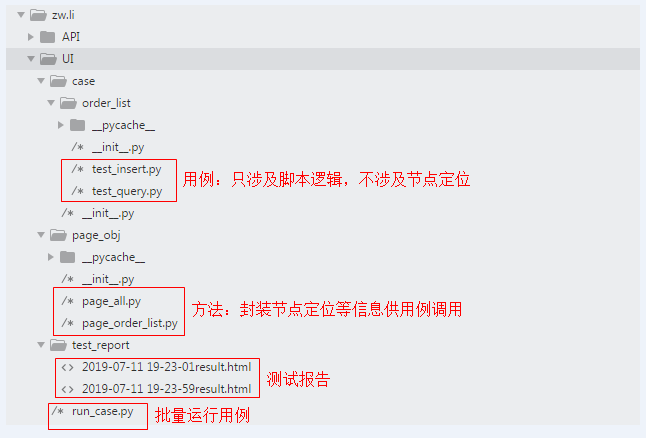 zw.li
API
UI
case
order_list
__pycache__
/* __init__.py
/* test_insert.py
用例：只涉及脚本逻辑，不涉及节点定位
/* test_query.py
/* __init__.py
page_obj
__pycache__
/* __init__.py
/* page_all.py
方法：封装节点定位等信息供用例调用
/* page_order_list.py
test_report
<> 2019-07-11 19-23-01result.html
测试报告
<> 2019-07-11 19-23-59result.html
/* run_case.py 批量运行用例